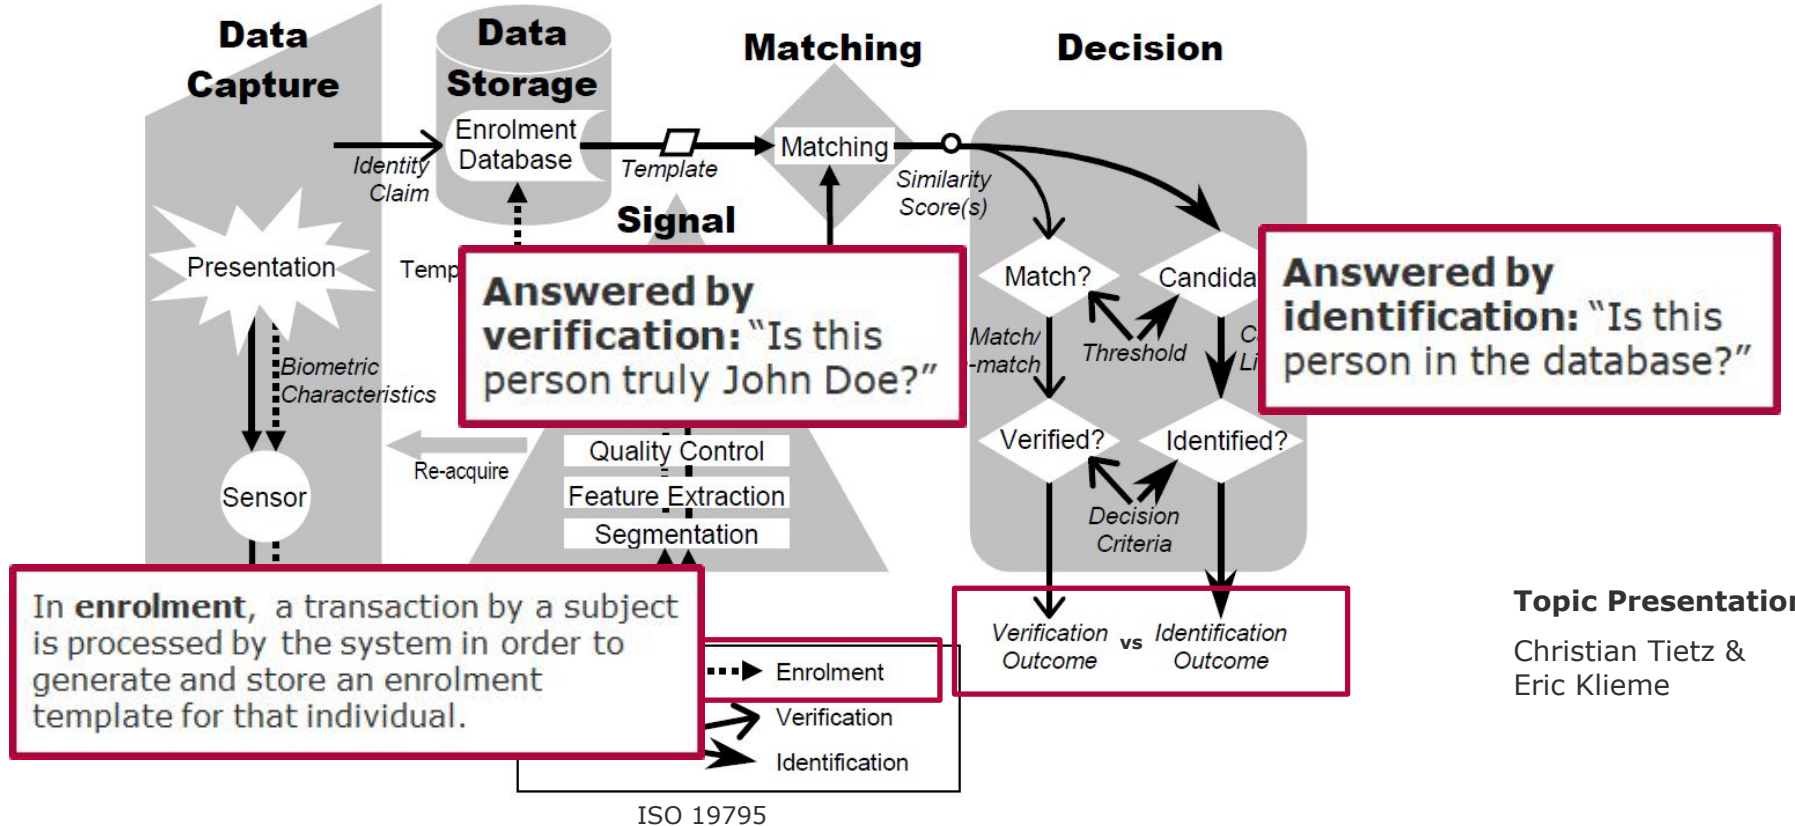 Data
Capture
Data
Storage
Matching
Decision
Enrolment
Database
Identity
Claim
Template
Matching
Similarity
Score(s)
Signal
Presentation
Temp
Answered by
verification: “Is this
person truly John Doe?”
Match?
Candida
Answered by
identification: “Is this
person in the database?”
Biometric
Characteristics
Match/
-match
Threshold
C
Li
Re-acquire
Quality Control
Feature Extraction
Segmentation
Verified?
Identified?
Sensor
Decision
Criteria
In enrolment, a transaction by a subject
is processed by the system in order to
generate and store an enrolment
template for that individual.
Verification
Outcome
vs
Identification
Outcome
Enrolment
Verification
Identification
ISO 19795
Topic Presentation
Christian Tietz &
Eric Klieme